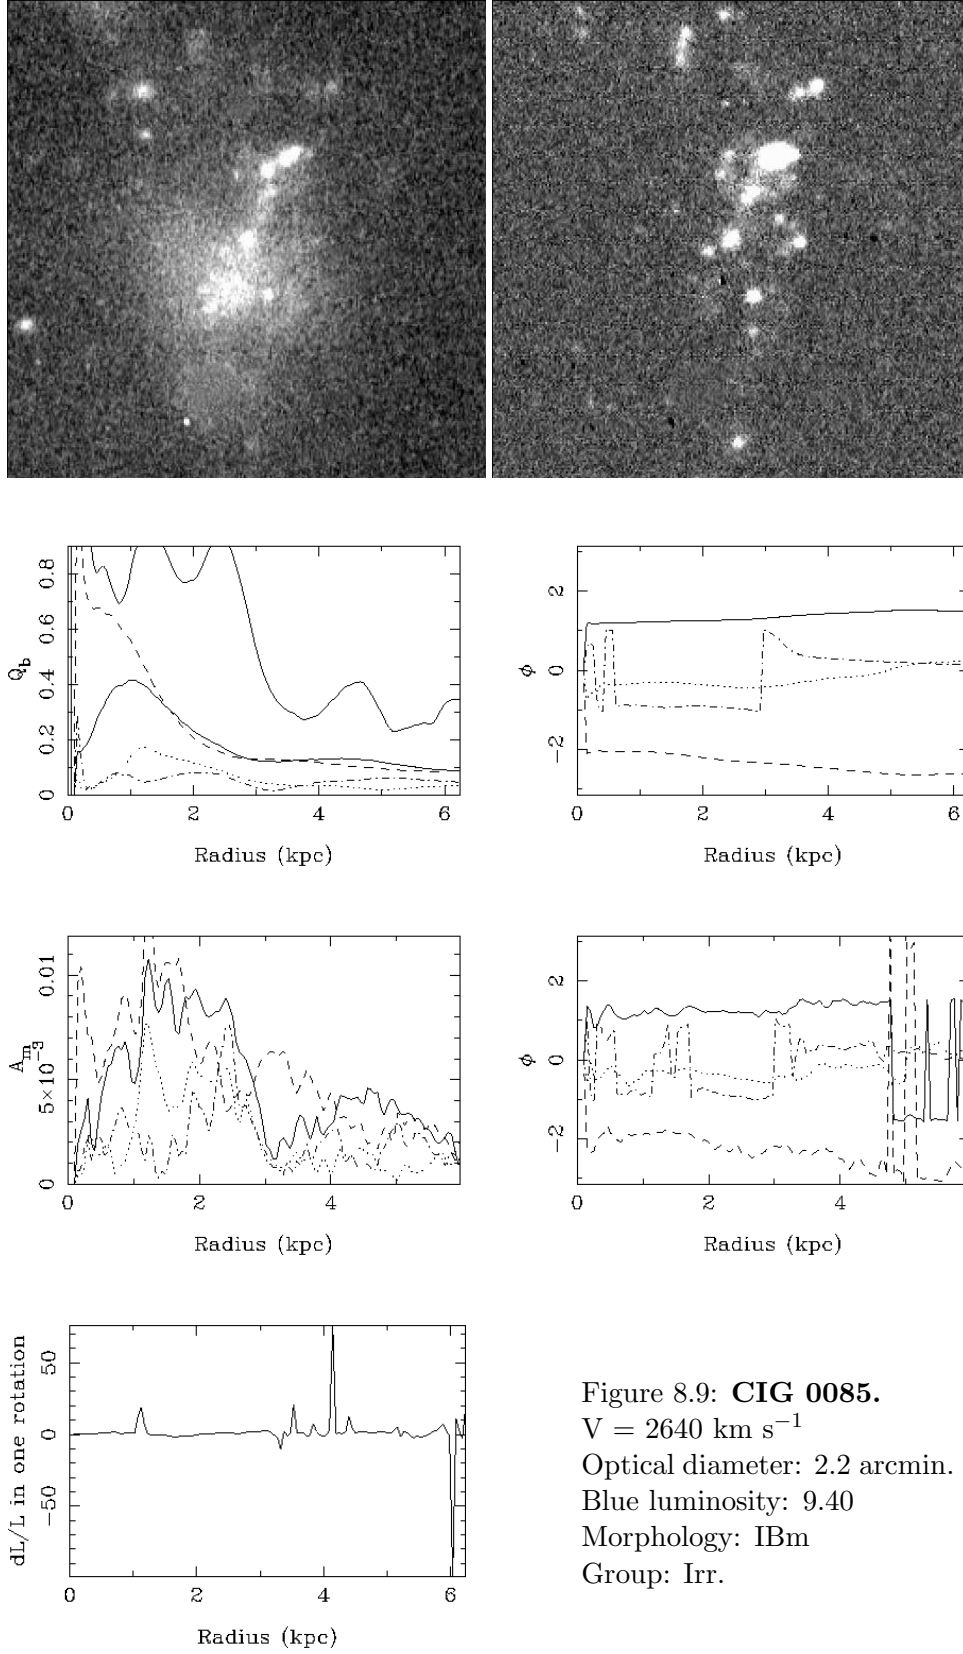 0.8
0.6
0.4
0.2
0
Q_b
0 2 4 6
Radius (kpc)
2
0
−2
ϕ
0 2 4 6
Radius (kpc)
0.01
5×10⁻³
0
A_m
0 2 4
Radius (kpc)
2
0
−2
ϕ
0 2 4
Radius (kpc)
50
0
−50
dL/L in one rotation
0 2 4 6
Radius (kpc)
Figure 8.9: CIG 0085.
V = 2640 km s⁻¹
Optical diameter: 2.2 arcmin.
Blue luminosity: 9.40
Morphology: IBm
Group: Irr.